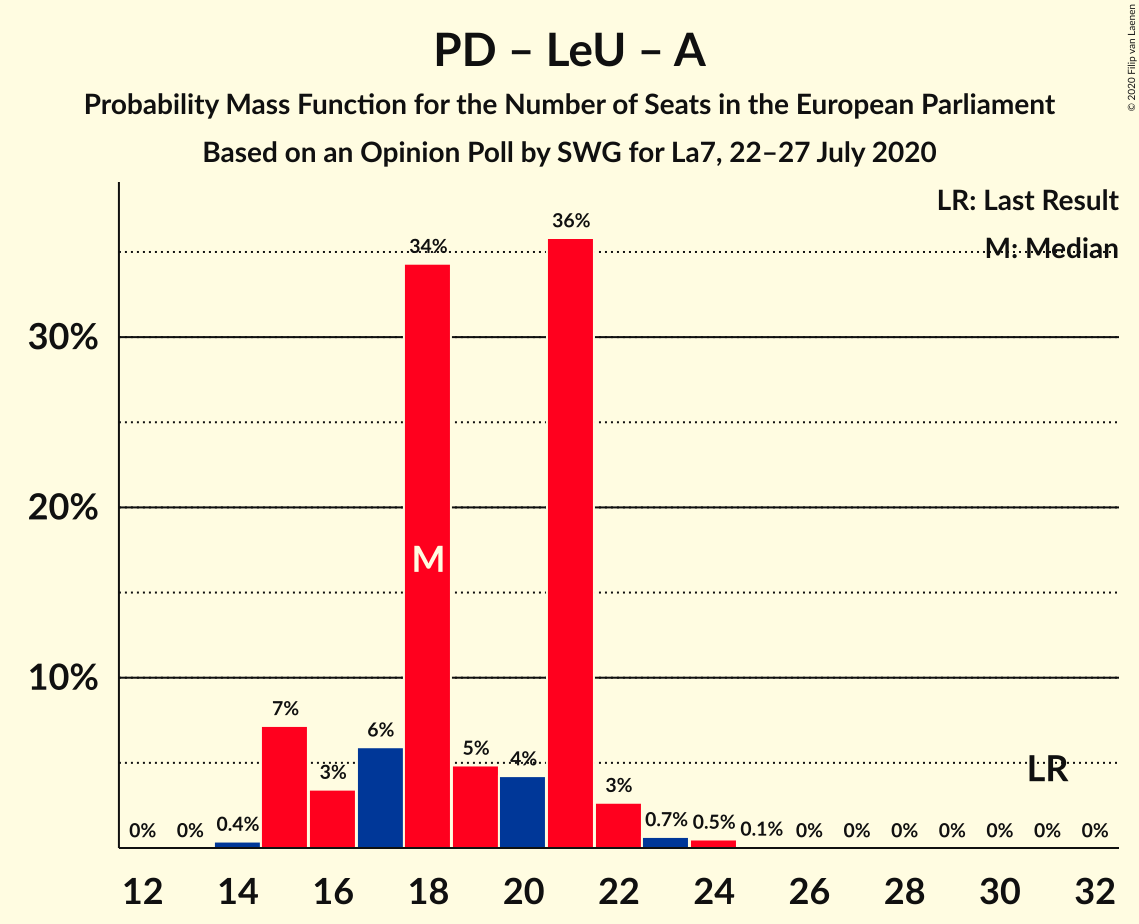 PD – LeU – A
Probability Mass Function for the Number of Seats in the European Parliament
Based on an Opinion Poll by SWG for La7, 22–27 July 2020
© 2020 Filip van Laenen
LR: Last Result
M: Median
30%
20%
10%
0%
0%
0.4%
7%
3%
6%
34%
5%
4%
36%
3%
0.7%
0.5%
0.1%
0%
0%
0%
0%
0%
0%
0%
M
LR
12 14 16 18 20 22 24 26 28 30 32